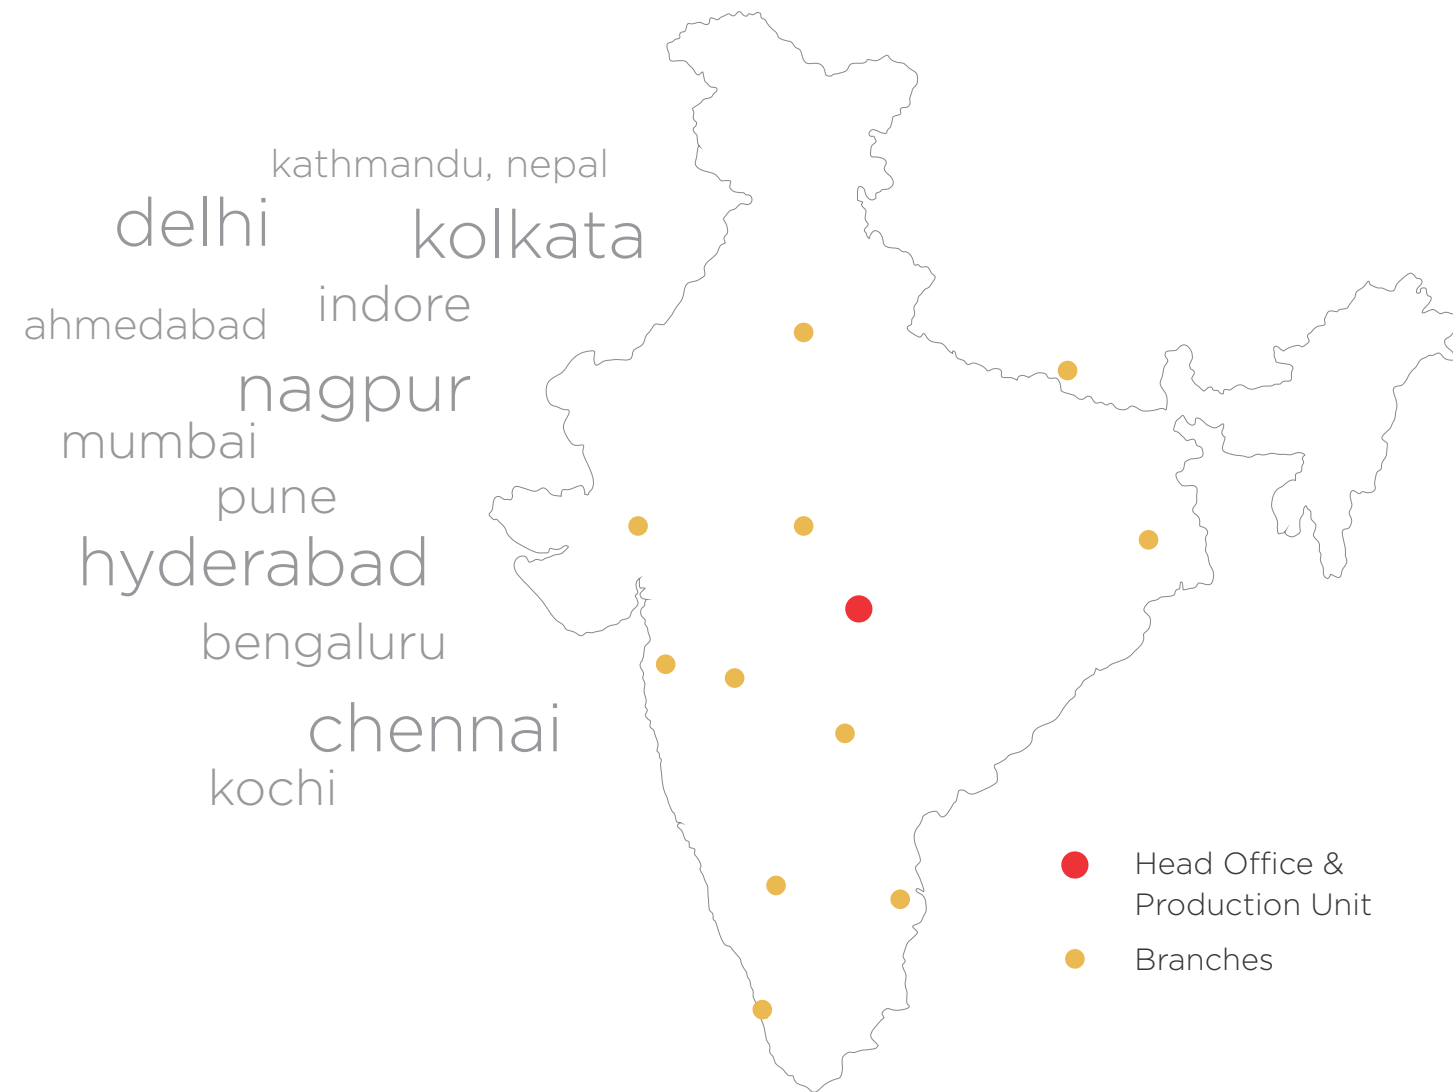 kathmandu, nepal
delhi
kolkata
indore
ahmedabad
nagpur
mumbai
pune
hyderabad
bengaluru
chennai
kochi
Head Office &
Production Unit
Branches